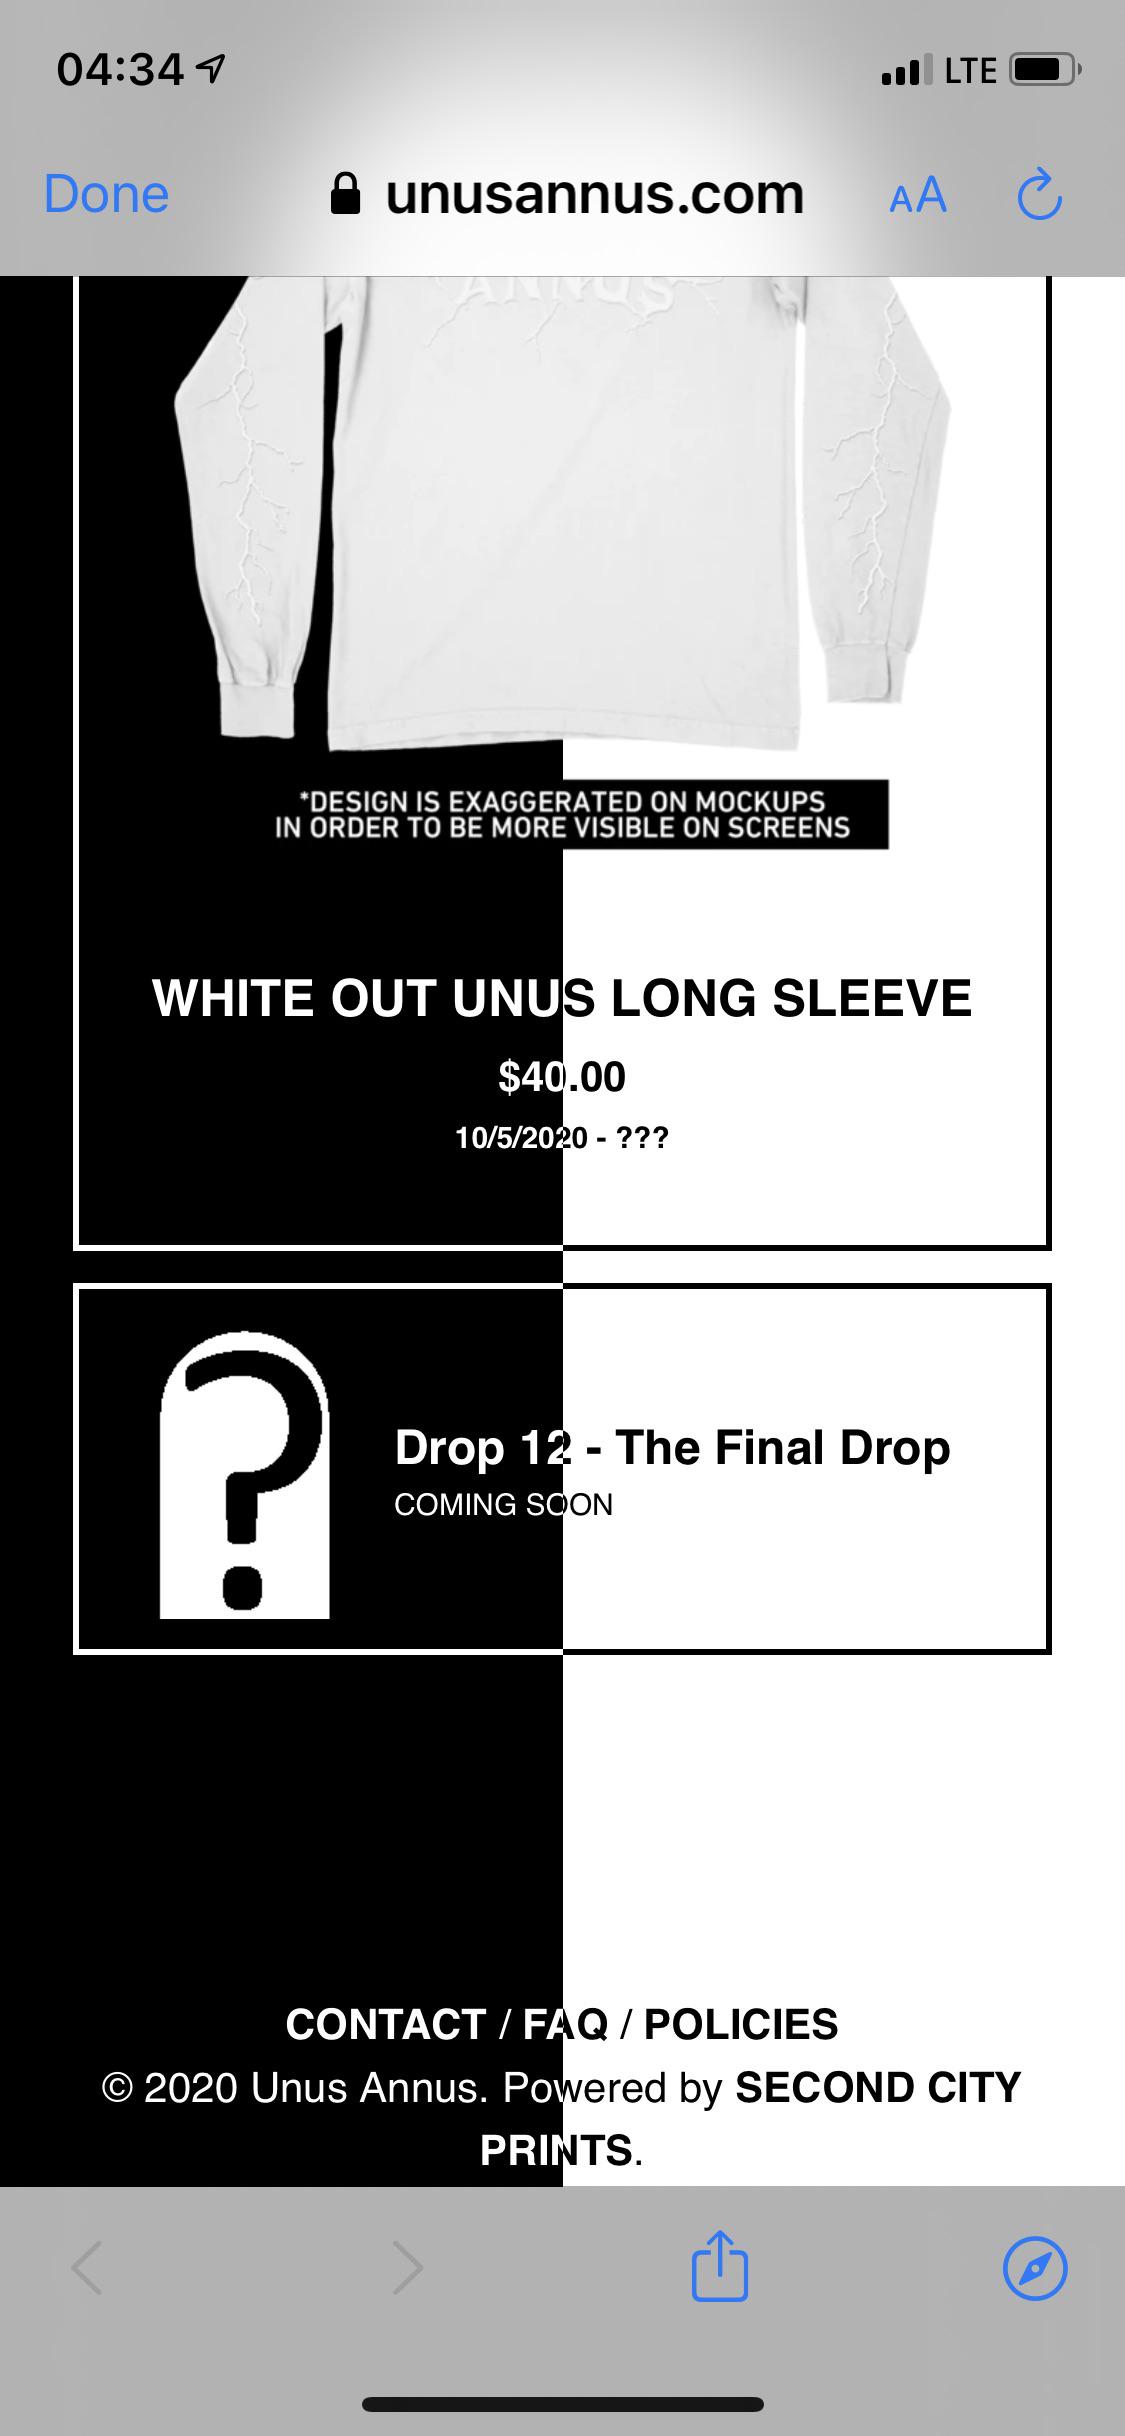 04:34
LTE
Done
unusannus.com
AA
ANNUS
*DESIGN IS EXAGGERATED ON MOCKUPS
IN ORDER TO BE MORE VISIBLE ON SCREENS
WHITE OUT UNUS LONG SLEEVE
$40.00
10/5/2020 - ???
?
Drop 12 - The Final Drop
COMING SOON
CONTACT / FAQ / POLICIES
© 2020 Unus Annus. Powered by SECOND CITY
PRINTS.